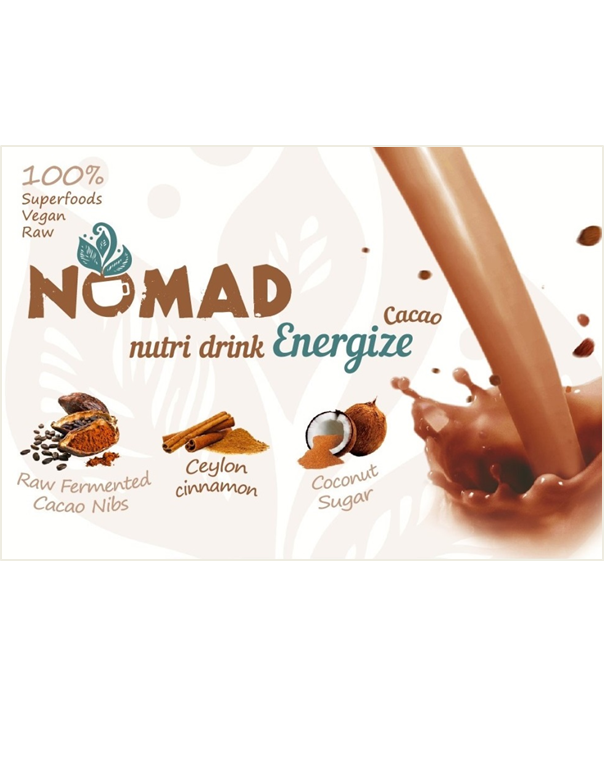 100%
Superfoods
Vegan
Raw
NOMAD
nutri drink Energize
Cacao
Raw Fermented
Cacao Nibs
Ceylon
cinnamon
Coconut
Sugar